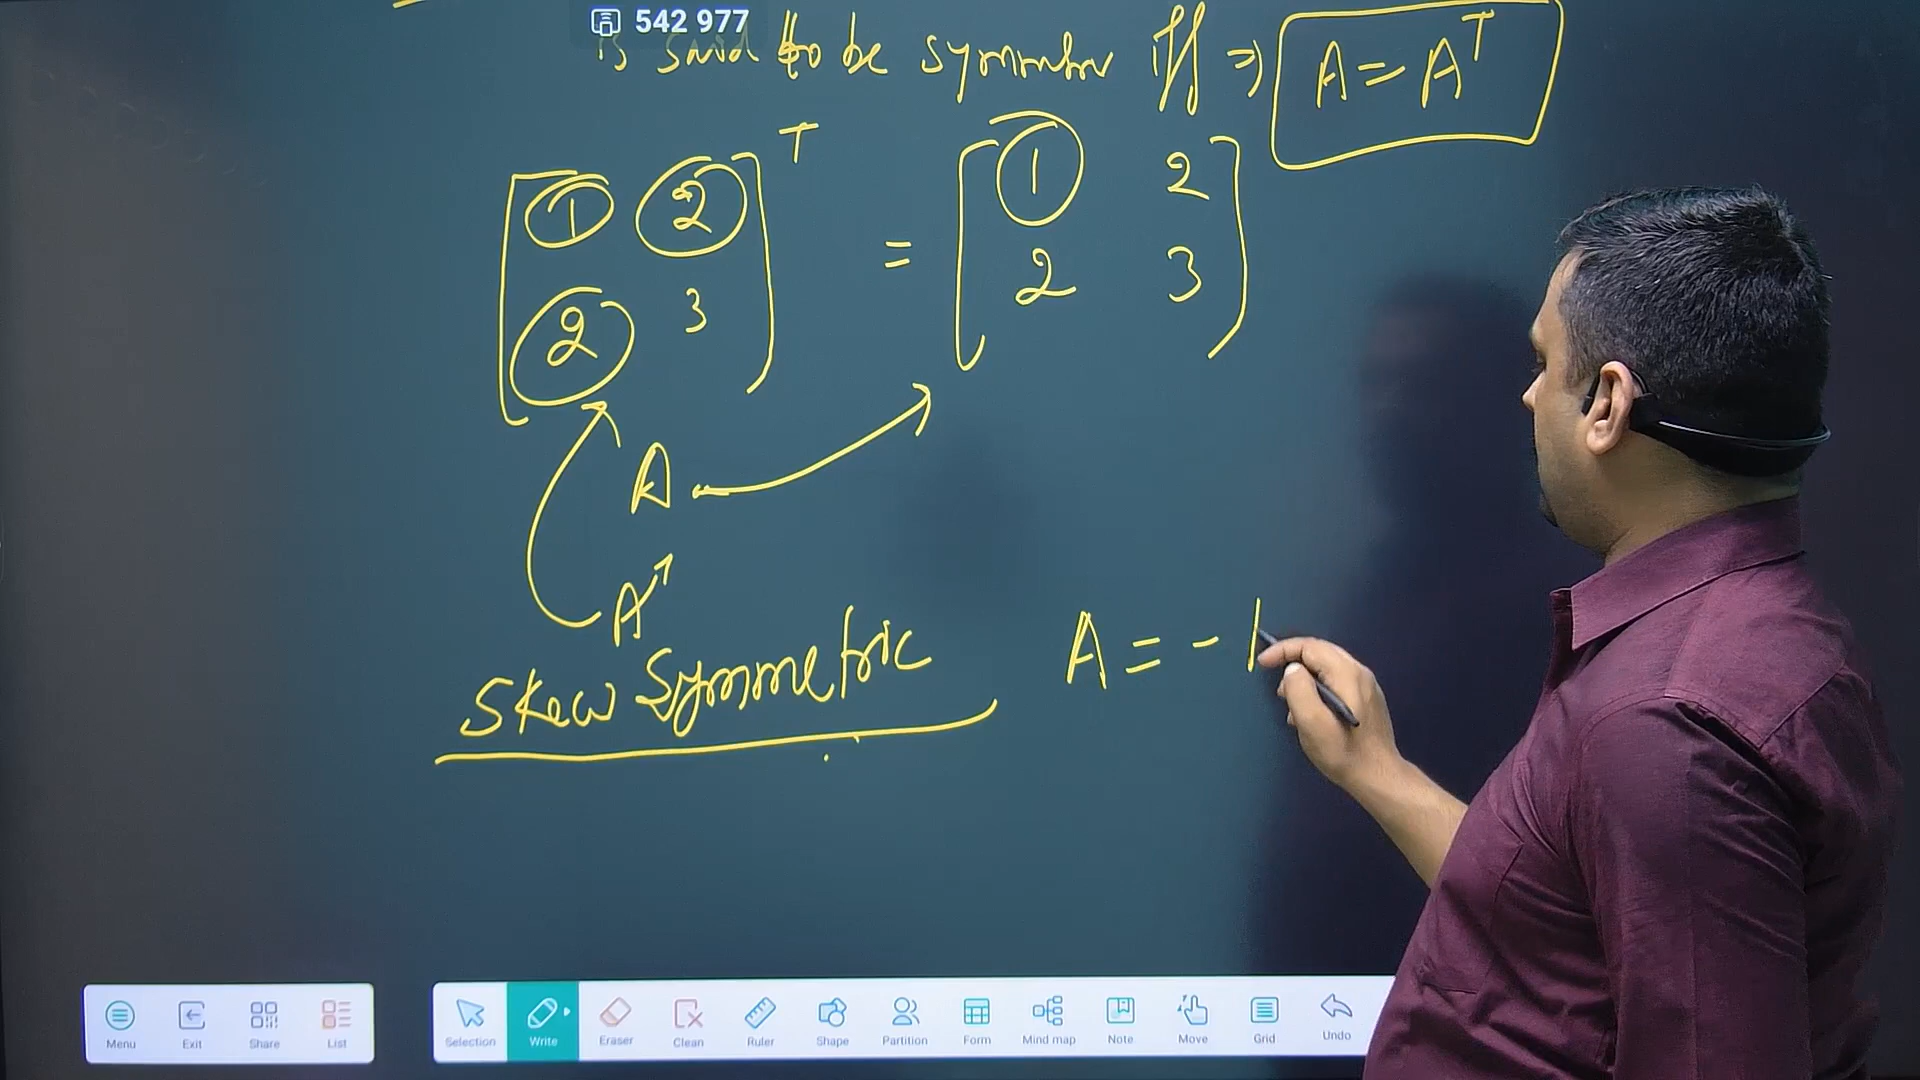 542 977
is said to be symmtr iff ⇒ A = A^T
[1 2]^T = [1 2]
[2 3] [2 3]
A
A^T
Skew Symmetric A = -
Menu Exit Share List Selection Write Eraser Clean Ruler Shape Partition Form Mind map Note Move Grid Undo